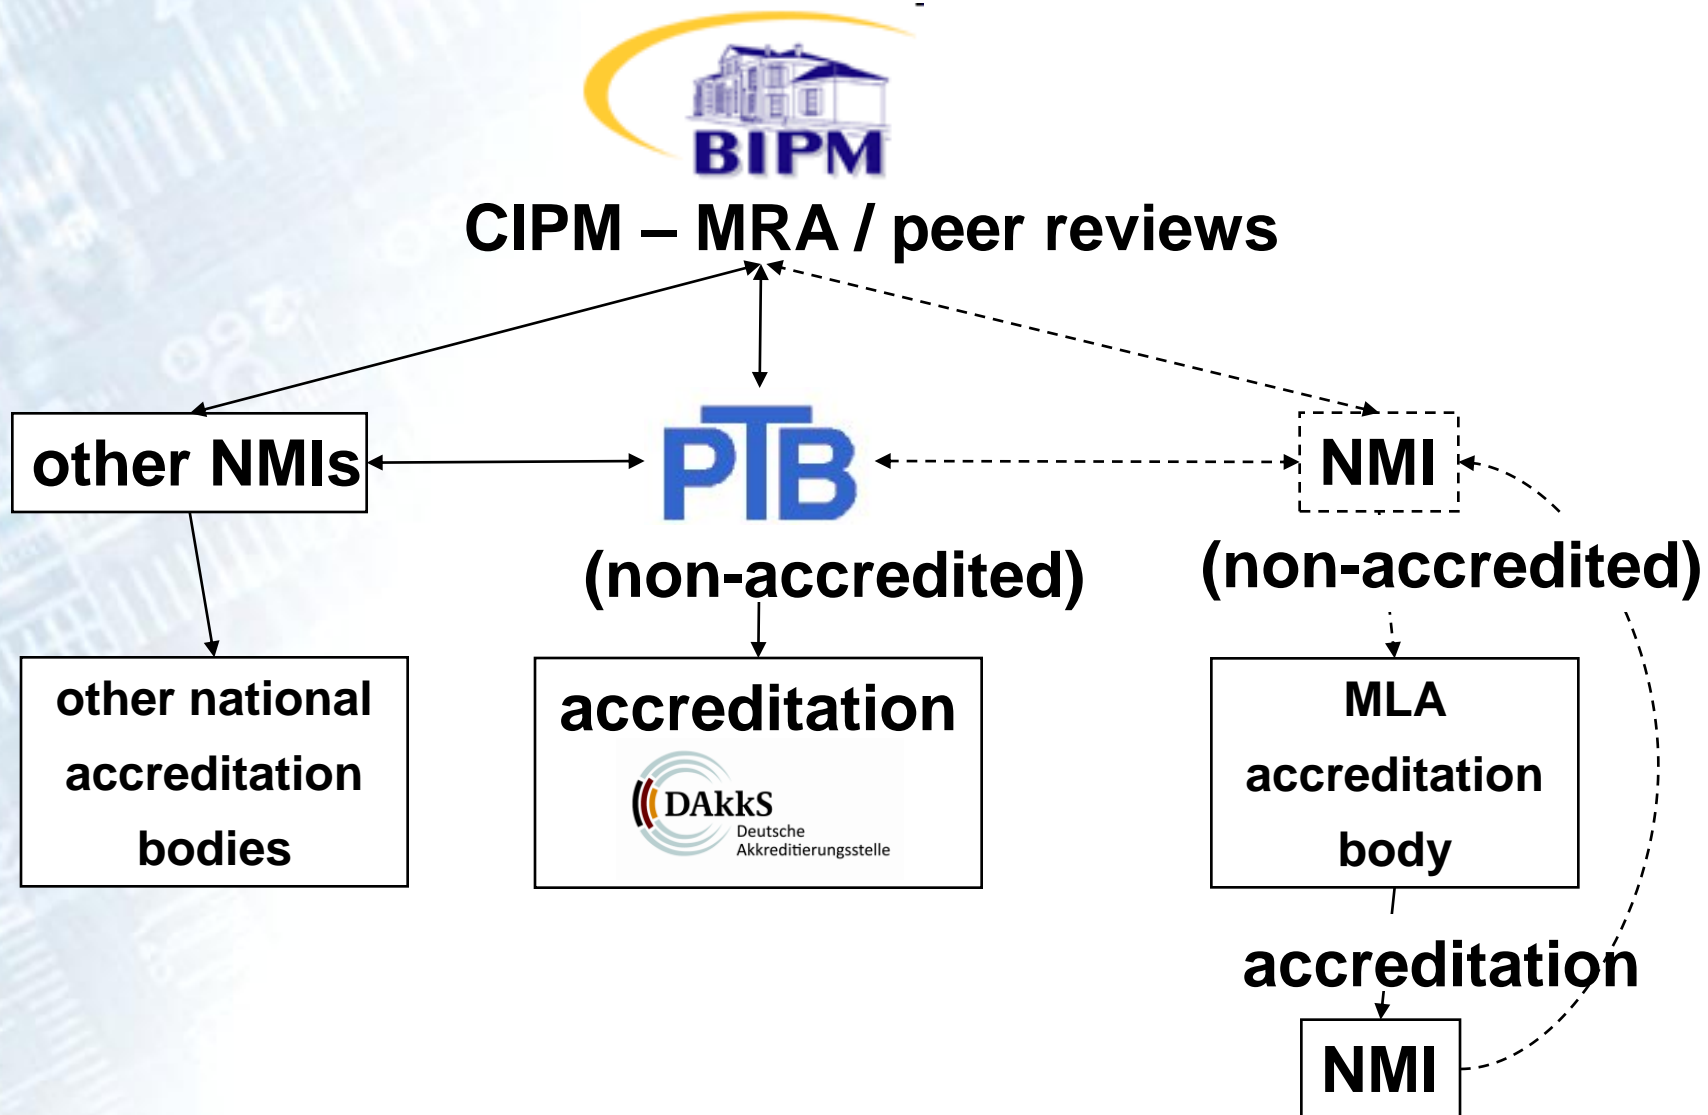 BIPM
CIPM – MRA / peer reviews
other NMIs
PTB
NMI
(non-accredited)
(non-accredited)
other national
accreditation
bodies
accreditation
DAkkS
Deutsche
Akkreditierungsstelle
MLA
accreditation
body
accreditation
NMI
260